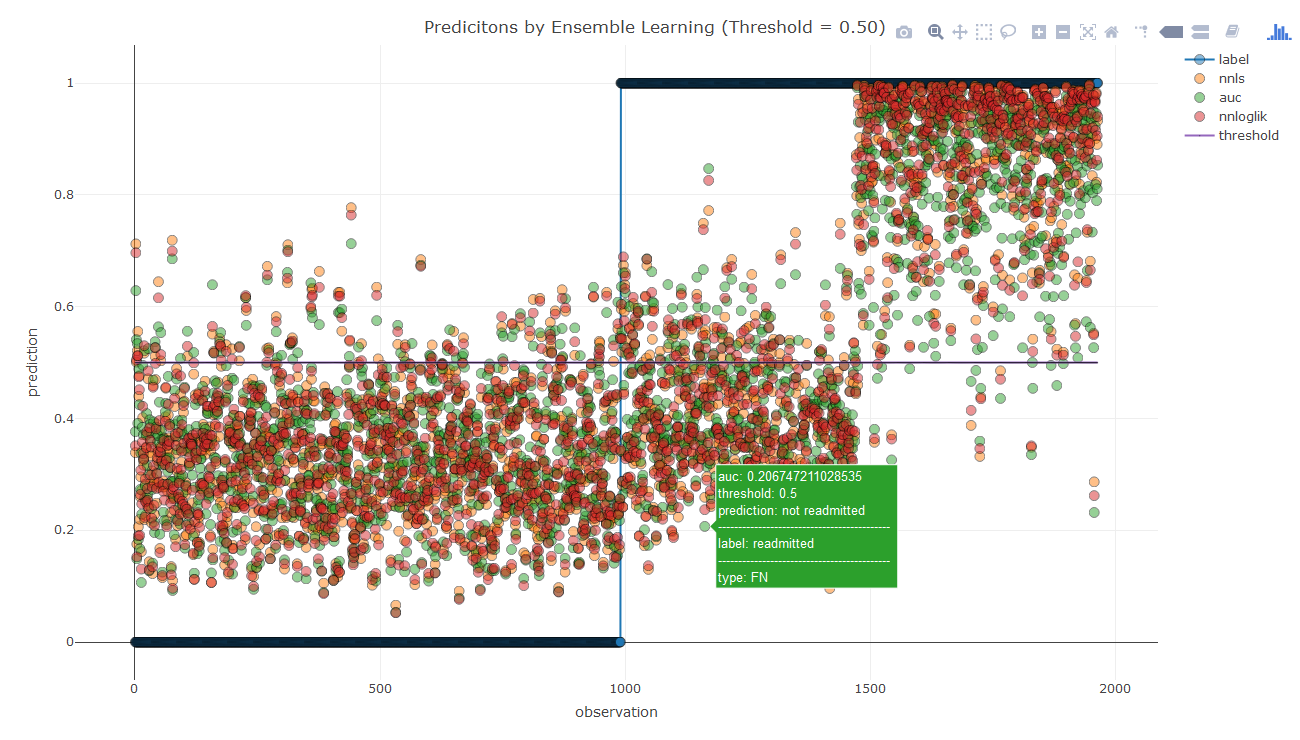 Predicitons by Ensemble Learning (Threshold = 0.50)
label
nnls
auc
nnloglik
threshold
1
0.8
0.6
0.4
0.2
0
prediction
auc: 0.206747211028535
threshold: 0.5
prediction: not readmitted
label: readmitted
type: FN
0
500
1000
1500
2000
observation